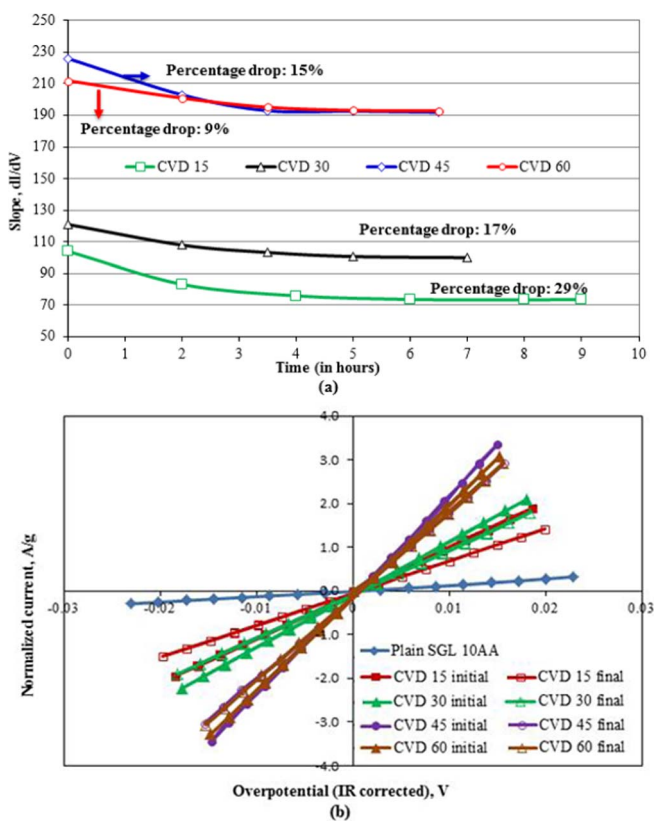 250
230
210
190
170
150
130
110
90
70
50
Slope, dI/dV
Percentage drop: 15%
Percentage drop: 9%
CVD 15 CVD 30 CVD 45 CVD 60
Percentage drop: 17%
Percentage drop: 29%
0 1 2 3 4 5 6 7 8 9 10
Time (in hours)
(a)
4.0
3.0
2.0
1.0
0.0
-0.03 -0.02 -0.01 0 0.01 0.02 0.03
-1.0
-2.0
-3.0
-4.0
Normalized current, A/g
Plain SGL 10AA
CVD 15 initial CVD 15 final
CVD 30 initial CVD 30 final
CVD 45 initial CVD 45 final
CVD 60 initial CVD 60 final
Overpotential (IR corrected), V
(b)